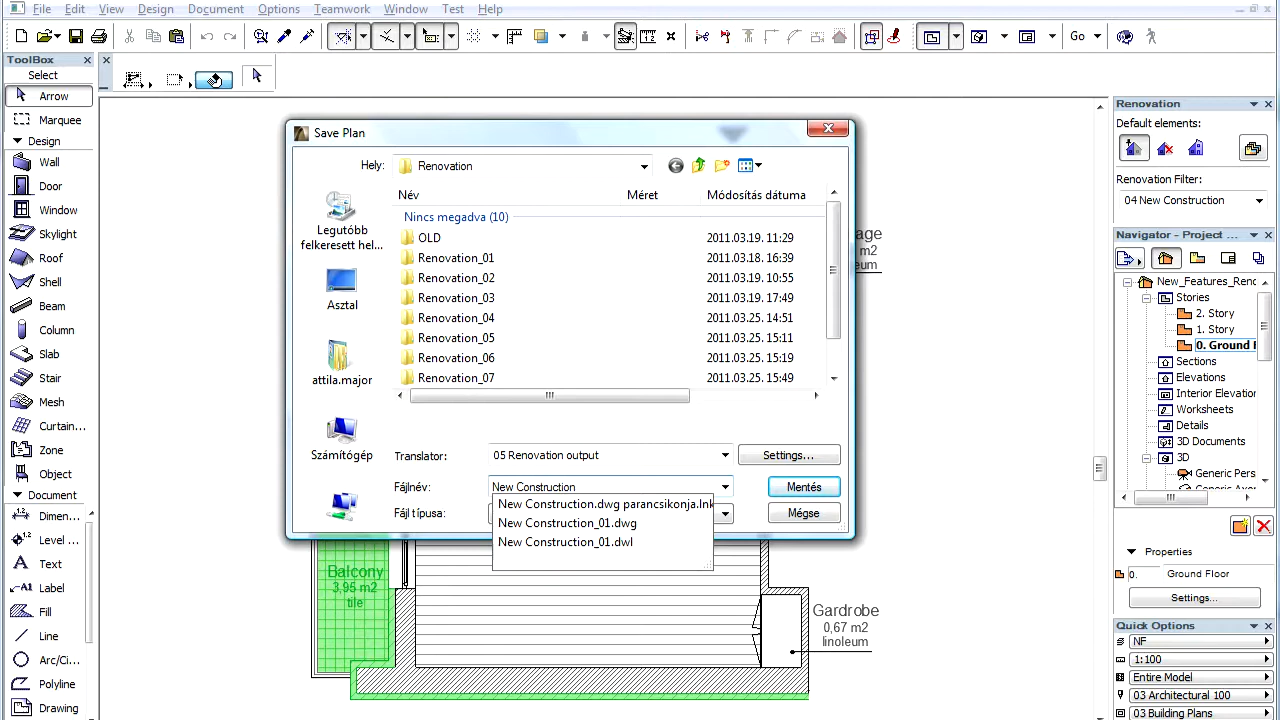 File Edit View Design Document Options Teamwork Window Test Help
Go
ToolBox
Select
Arrow
Marquee
Design
Wall
Door
Window
Skylight
Roof
Shell
Beam
Column
Slab
Stair
Mesh
Curtain...
Zone
Object
Document
Dimen...
Level ...
Text
Label
Fill
Line
Arc/Ci...
Polyline
Drawing
Save Plan
Hely: Renovation
Név Méret Módosítás dátuma
Nincs megadva (10)
OLD 2011.03.19. 11:29
Renovation_01 2011.03.18. 16:39
Renovation_02 2011.03.19. 10:55
Renovation_03 2011.03.19. 17:49
Renovation_04 2011.03.25. 14:51
Renovation_05 2011.03.25. 15:11
Renovation_06 2011.03.25. 15:19
Renovation_07 2011.03.25. 15:49
Legutóbb
felkeresett hel...
Asztal
attila.major
Számítógép
Translator: 05 Renovation output Settings...
Fájlnév: New Construction Mentés
Fájl típusa: Mégse
New Construction.dwg parancsikonja.lnk
New Construction_01.dwg
New Construction_01.dwl
age
m2
eum
Balcony
3,95 m2
tile
Gardrobe
0,67 m2
linoleum
Renovation
Default elements:
Renovation Filter:
04 New Construction
Navigator - Project ...
New_Features_Renc
Stories
2. Story
1. Story
0. Ground F
Sections
Elevations
Interior Elevation
Worksheets
Details
3D Documents
3D
Generic Pers
Generic Axon
Properties
0. Ground Floor
Settings...
Quick Options
NF
1:100
Entire Model
03 Architectural 100
03 Building Plans